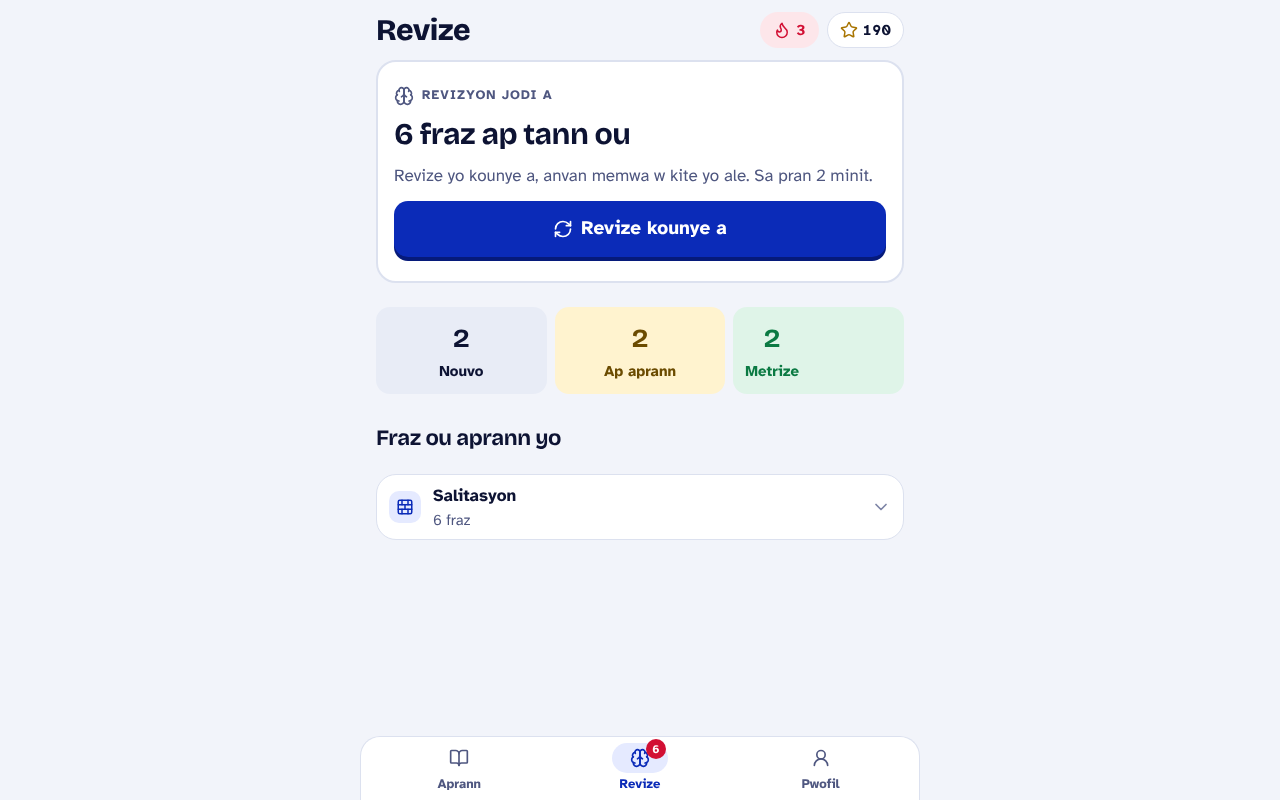 Revize
3
190
REVIZYON JODI A
6 fraz ap tann ou
Revize yo kounye a, anvan memwa w kite yo ale. Sa pran 2 minit.
Revize kounye a
2
Nouvo
2
Ap aprann
2
Metrize
Fraz ou aprann yo
Salitasyon
6 fraz
Aprann
6
Revize
Pwofil